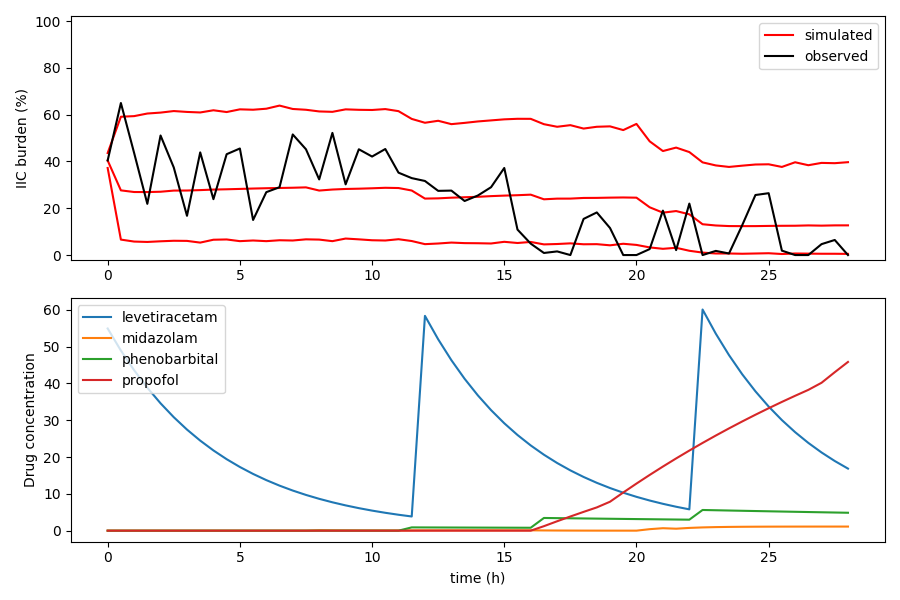 IIC burden (%)
100
80
60
40
20
0
simulated
observed
0
5
10
15
20
25
Drug concentration
60
50
40
30
20
10
0
levetiracetam
midazolam
phenobarbital
propofol
0
5
10
15
20
25
time (h)